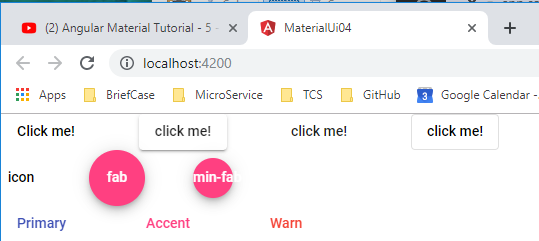 (2) Angular Material Tutorial - 5 -
MaterialUi04
localhost:4200
Apps BriefCase MicroService TCS GitHub Google Calendar -
3
Click me! click me! click me! click me!
icon fab min-fa
Primary Accent Warn